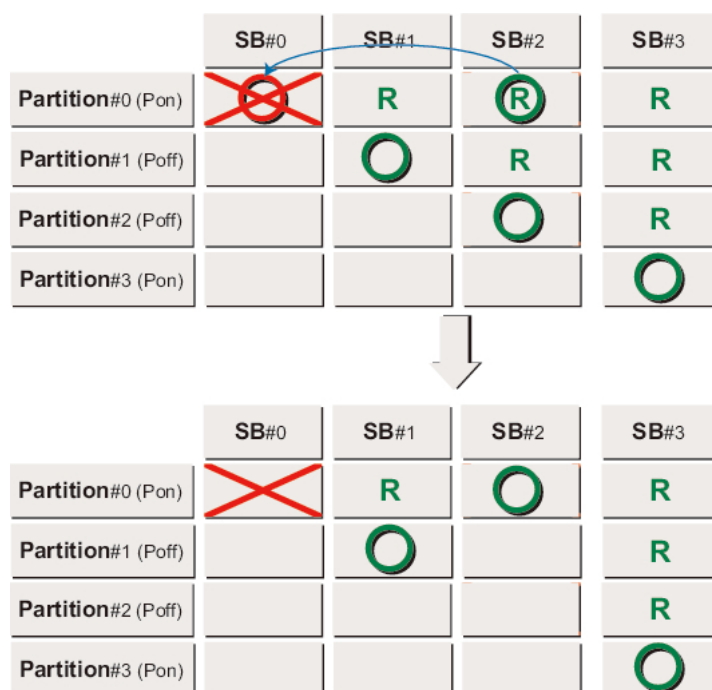 SB#0 SB#1 SB#2 SB#3
Partition#0 (Pon) R R R
Partition#1 (Poff) R R
Partition#2 (Poff) R
Partition#3 (Pon)
SB#0 SB#1 SB#2 SB#3
Partition#0 (Pon) R R
Partition#1 (Poff) R
Partition#2 (Poff) R
Partition#3 (Pon)